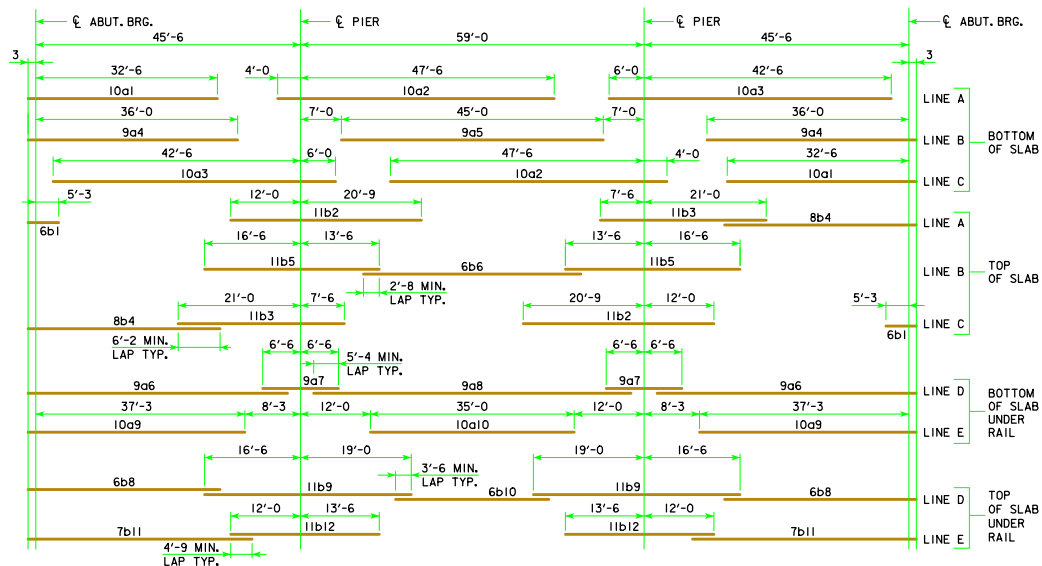 ℄ ABUT. BRG. ℄ PIER ℄ PIER ℄ ABUT. BRG.
45'-6 59'-0 45'-6
3 3
32'-6 4'-0 47'-6 6'-0 42'-6
10a1 10a2 10a3 LINE A
36'-0 7'-0 45'-0 7'-0 36'-0
9a4 9a5 9a4 LINE B
BOTTOM
OF SLAB
42'-6 6'-0 47'-6 4'-0 32'-6
10a3 10a2 10a1 LINE C
5'-3 12'-0 20'-9 7'-6 21'-0
6b1 11b2 11b3 8b4 LINE A
16'-6 13'-6 13'-6 16'-6
11b5 6b6 11b5 LINE B
TOP
OF SLAB
2'-8 MIN.
LAP TYP.
21'-0 7'-6 20'-9 12'-0 5'-3
8b4 11b3 11b2 6b1 LINE C
6'-2 MIN.
LAP TYP.
6'-6 6'-6 5'-4 MIN.
LAP TYP.
6'-6 6'-6
9a6 9a7 9a8 9a7 9a6 LINE D
37'-3 8'-3 12'-0 35'-0 12'-0 8'-3 37'-3
10a9 10a10 10a9 LINE E
BOTTOM
OF SLAB
UNDER
RAIL
16'-6 19'-0 3'-6 MIN.
LAP TYP.
19'-0 16'-6
6b8 11b9 6b10 11b9 6b8 LINE D
12'-0 13'-6 13'-6 12'-0
7b11 11b12 11b12 7b11 LINE E
TOP
OF SLAB
UNDER
RAIL
4'-9 MIN.
LAP TYP.